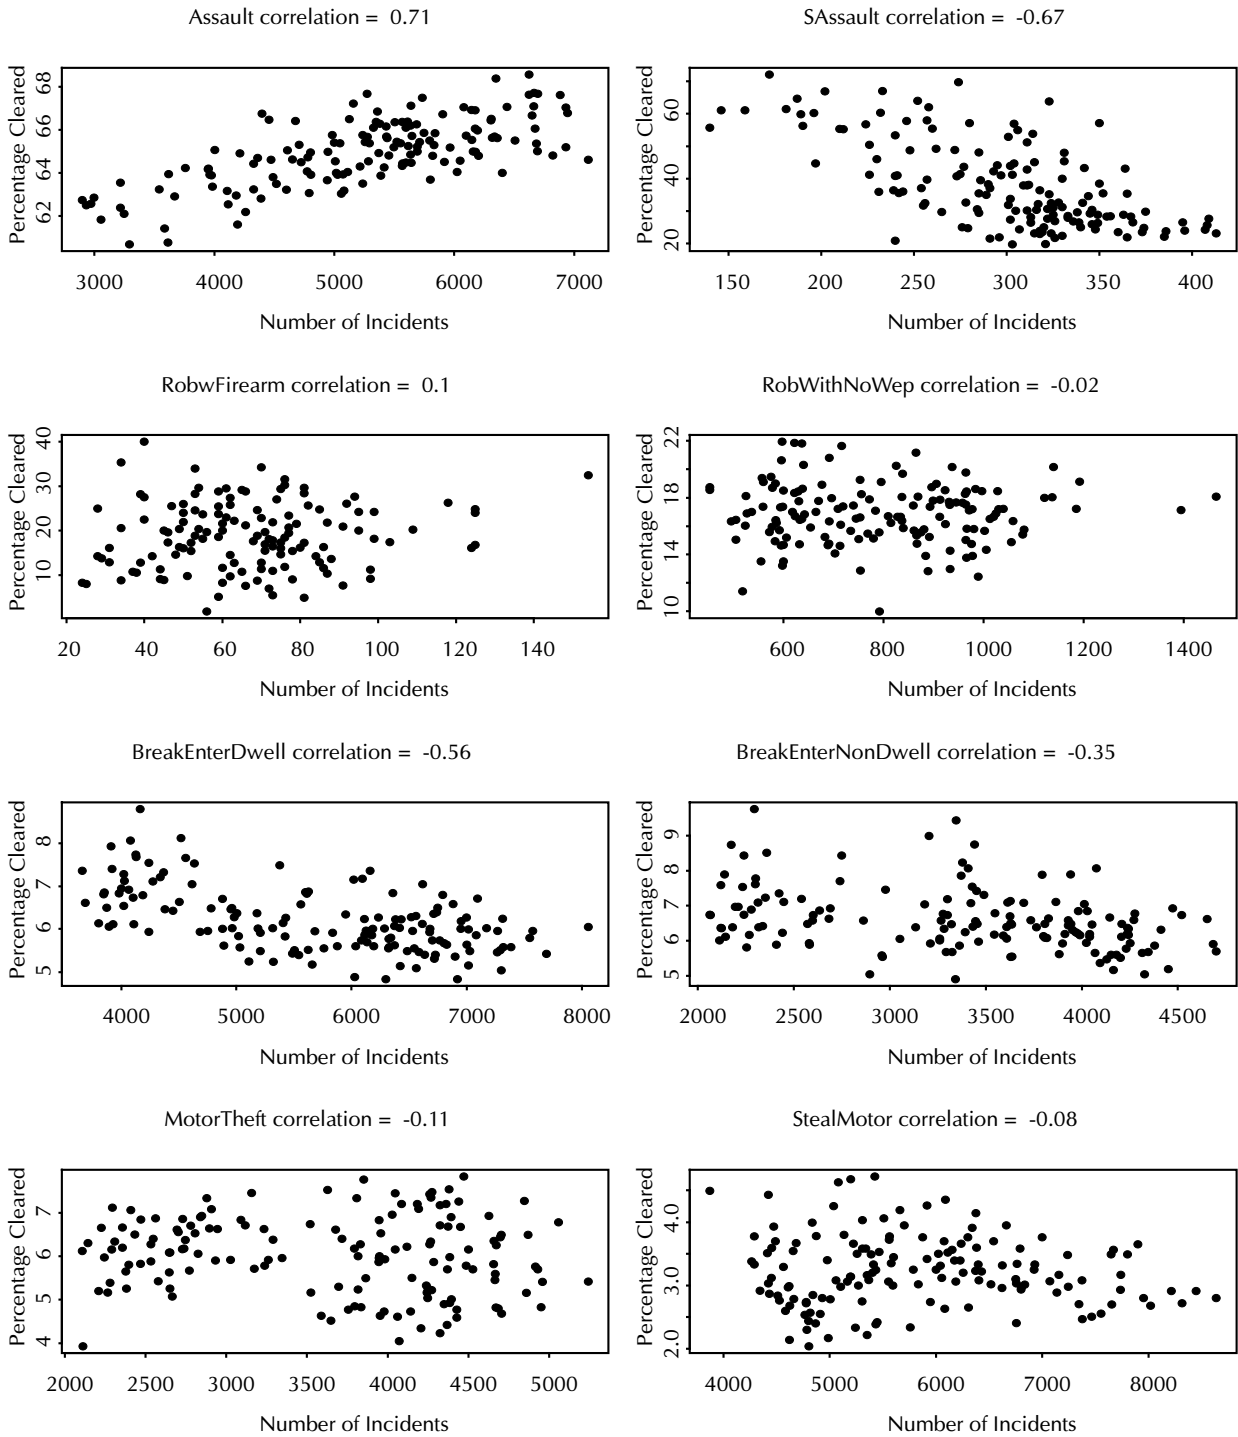 Assault correlation = 0.71
SAssault correlation = -0.67
Percentage Cleared
62 64 66 68
3000 4000 5000 6000 7000
Number of Incidents
Percentage Cleared
20 40 60
150 200 250 300 350 400
Number of Incidents
RobwFirearm correlation = 0.1
RobWithNoWep correlation = -0.02
Percentage Cleared
10 20 30 40
20 40 60 80 100 120 140
Number of Incidents
Percentage Cleared
10 14 18 22
600 800 1000 1200 1400
Number of Incidents
BreakEnterDwell correlation = -0.56
BreakEnterNonDwell correlation = -0.35
Percentage Cleared
5 6 7 8
4000 5000 6000 7000 8000
Number of Incidents
Percentage Cleared
5 6 7 8 9
2000 2500 3000 3500 4000 4500
Number of Incidents
MotorTheft correlation = -0.11
StealMotor correlation = -0.08
Percentage Cleared
4 5 6 7
2000 2500 3000 3500 4000 4500 5000
Number of Incidents
Percentage Cleared
2.0 3.0 4.0
4000 5000 6000 7000 8000
Number of Incidents